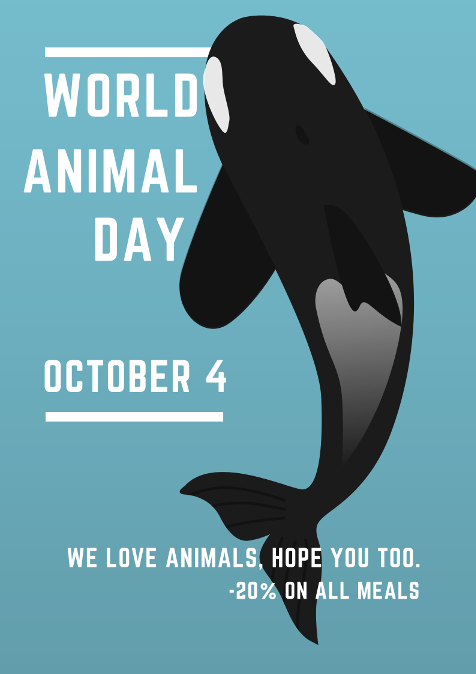 WORLD
ANIMAL
DAY
OCTOBER 4
WE LOVE ANIMALS, HOPE YOU TOO.
-20% ON ALL MEALS